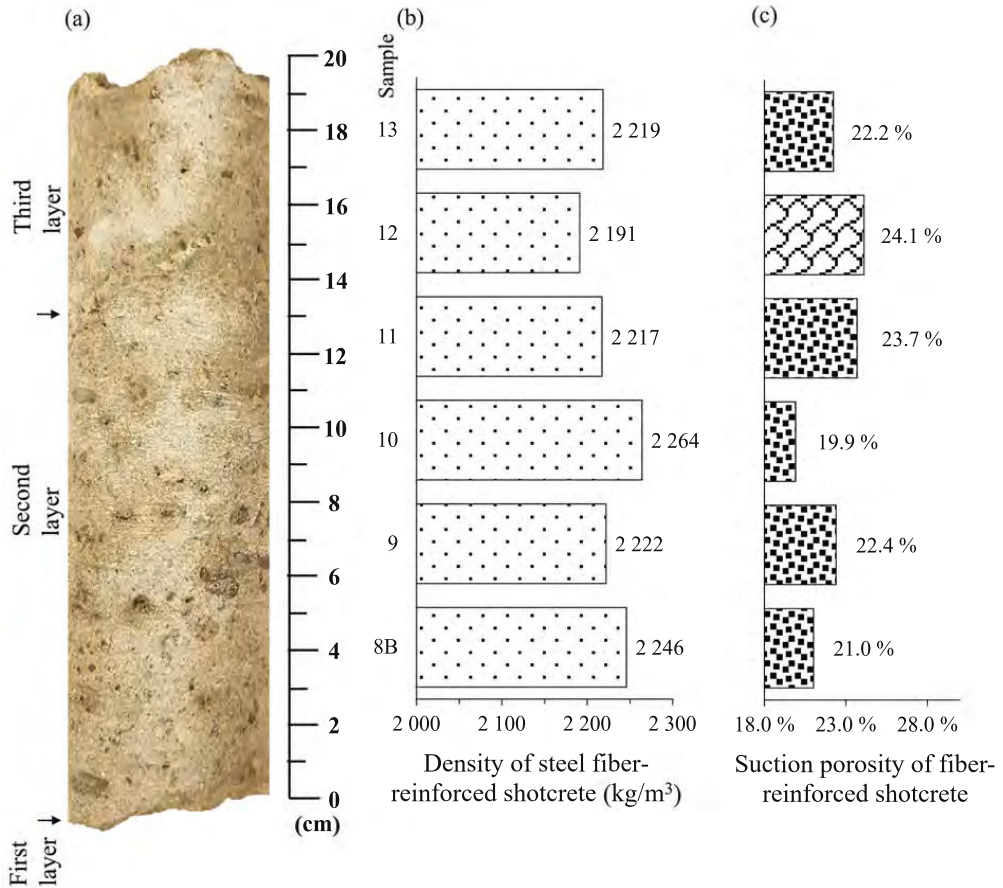 (a)
Third
layer
Second
layer
First
layer
20
18
16
14
12
10
8
6
4
2
0
(cm)
(b)
Sample
13
2 219
12
2 191
11
2 217
10
2 264
9
2 222
8B
2 246
2 000
2 100
2 200
2 300
Density of steel fiber-
reinforced shotcrete (kg/m³)
(c)
22.2 %
24.1 %
23.7 %
19.9 %
22.4 %
21.0 %
18.0 %
23.0 %
28.0 %
Suction porosity of fiber-
reinforced shotcrete